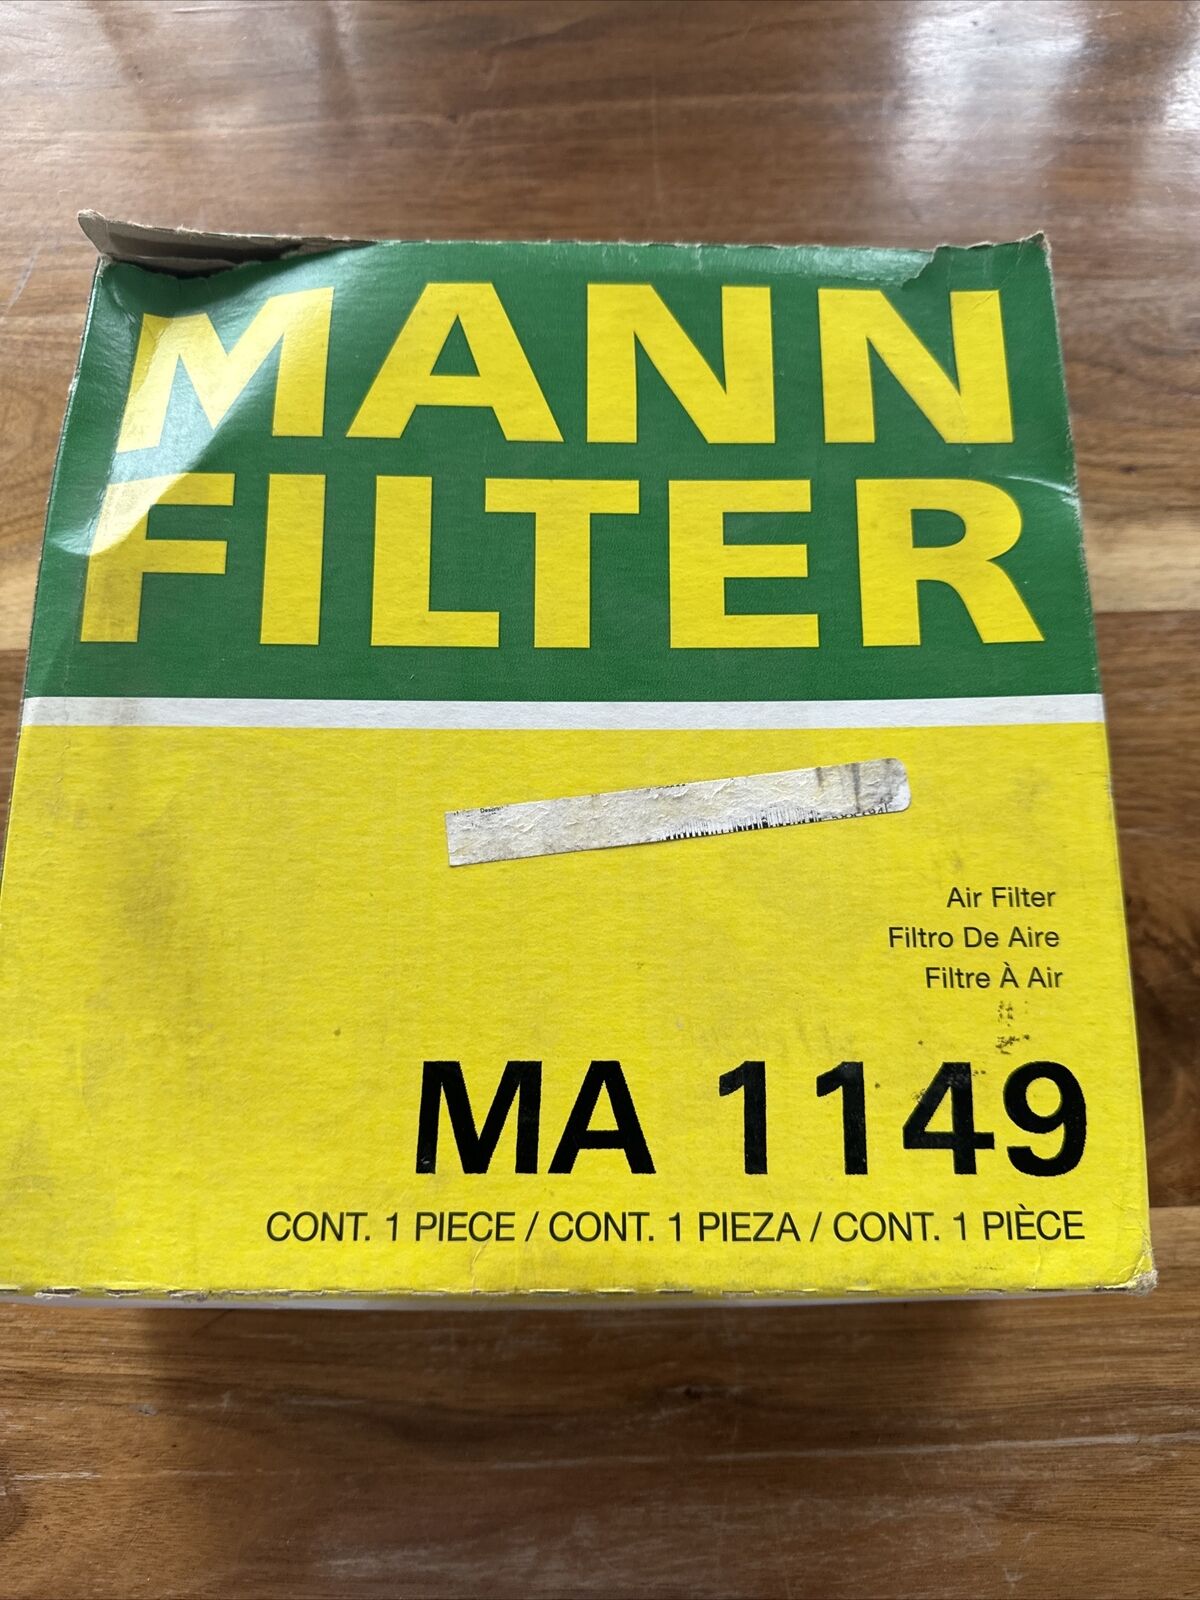 MANN
FILTER
Air Filter
Filtro De Aire
Filtre À Air
MA 1149
CONT. 1 PIECE / CONT. 1 PIEZA / CONT. 1 PIÈCE